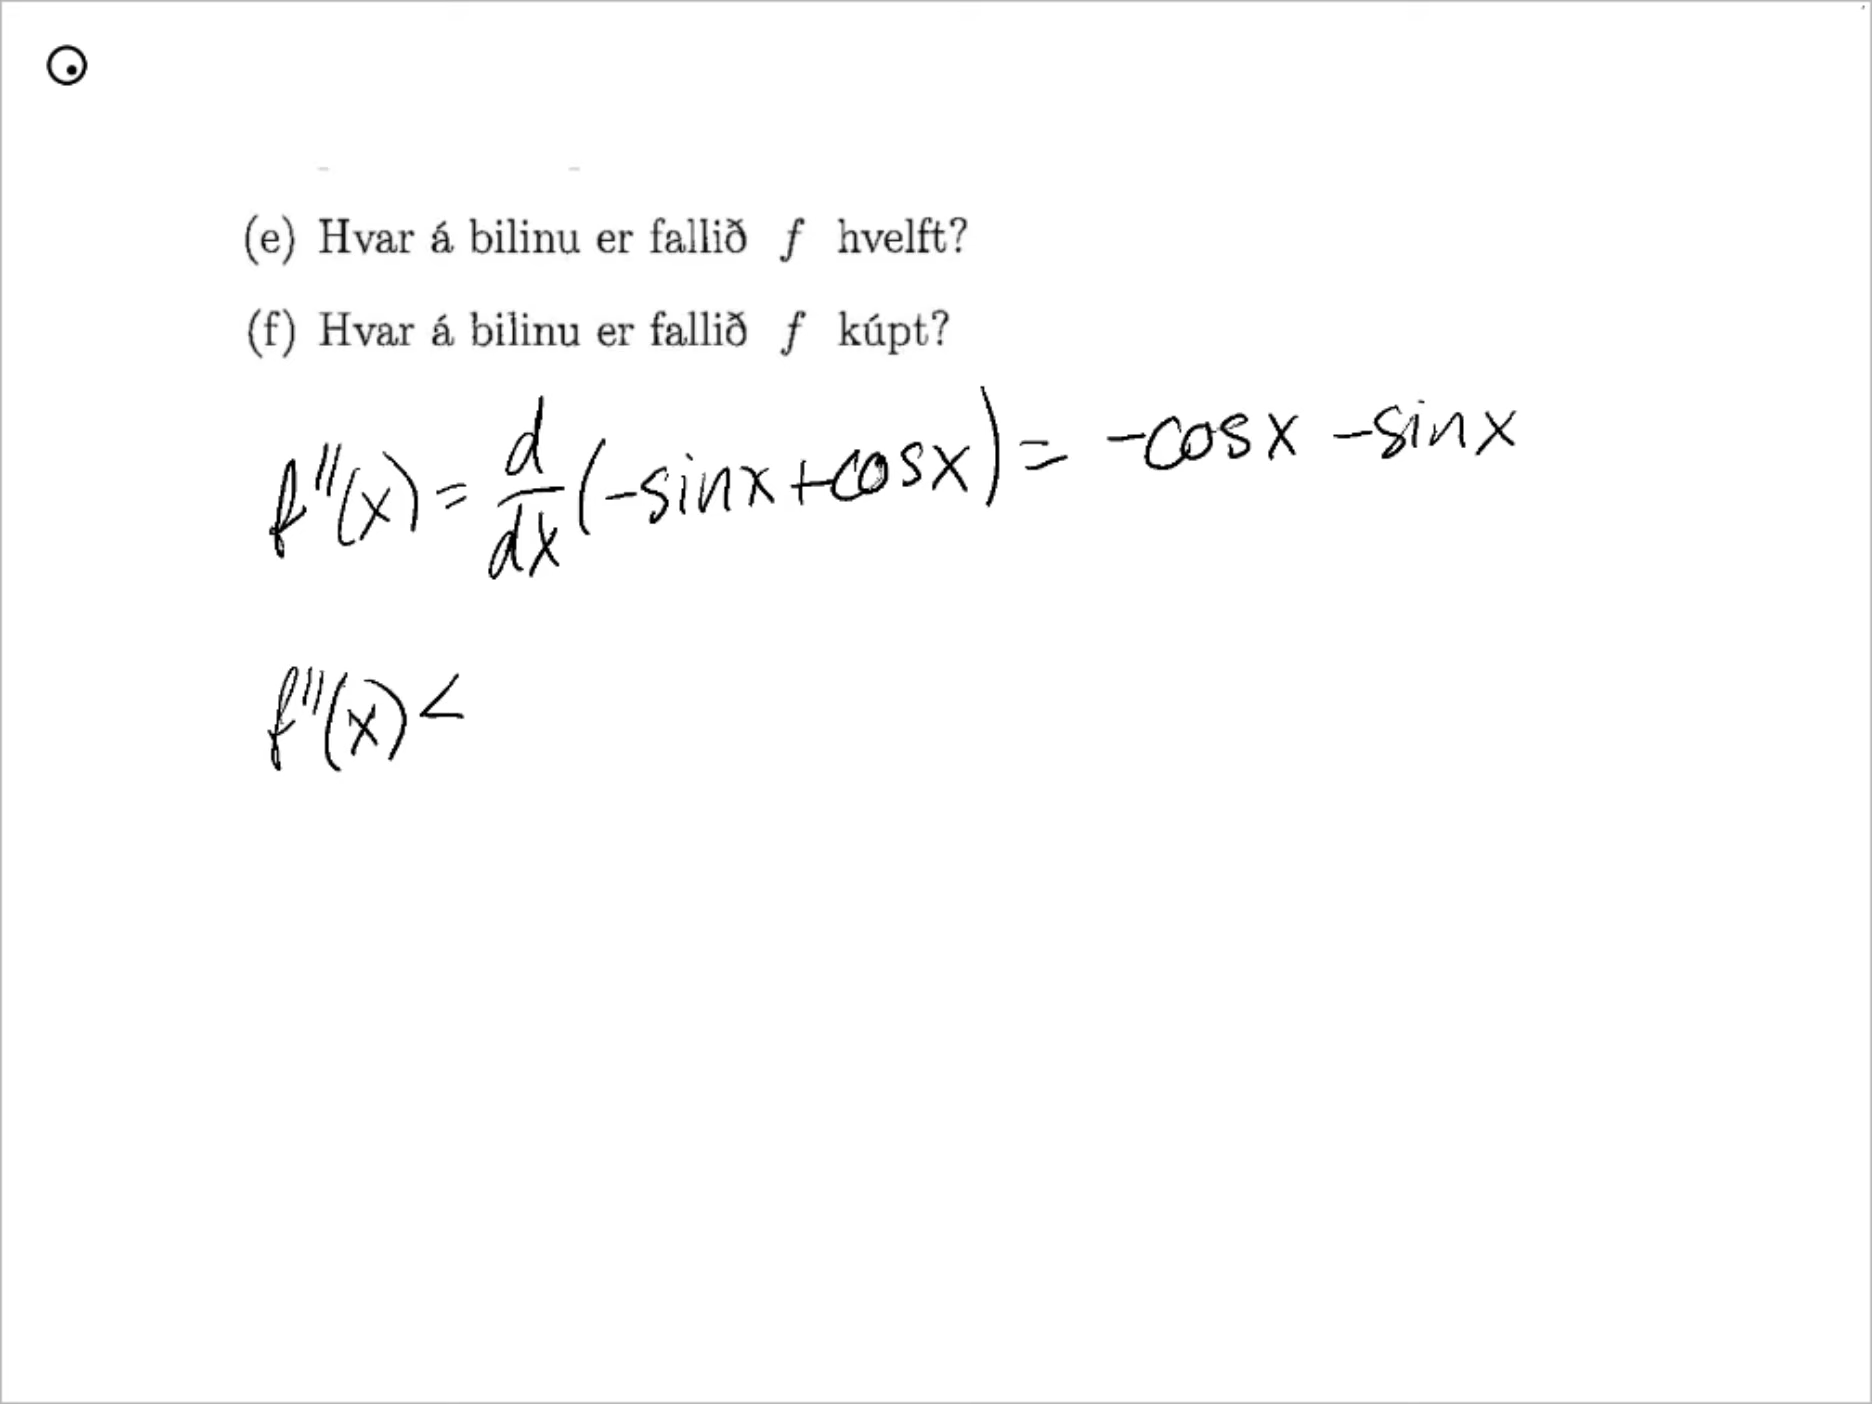 (e) Hvar á bilinu er fallið f hvelft?
(f) Hvar á bilinu er fallið f kúpt?
f''(x) = d/dx (-sinx+cosx) = -cosx -sinx
f''(x) <